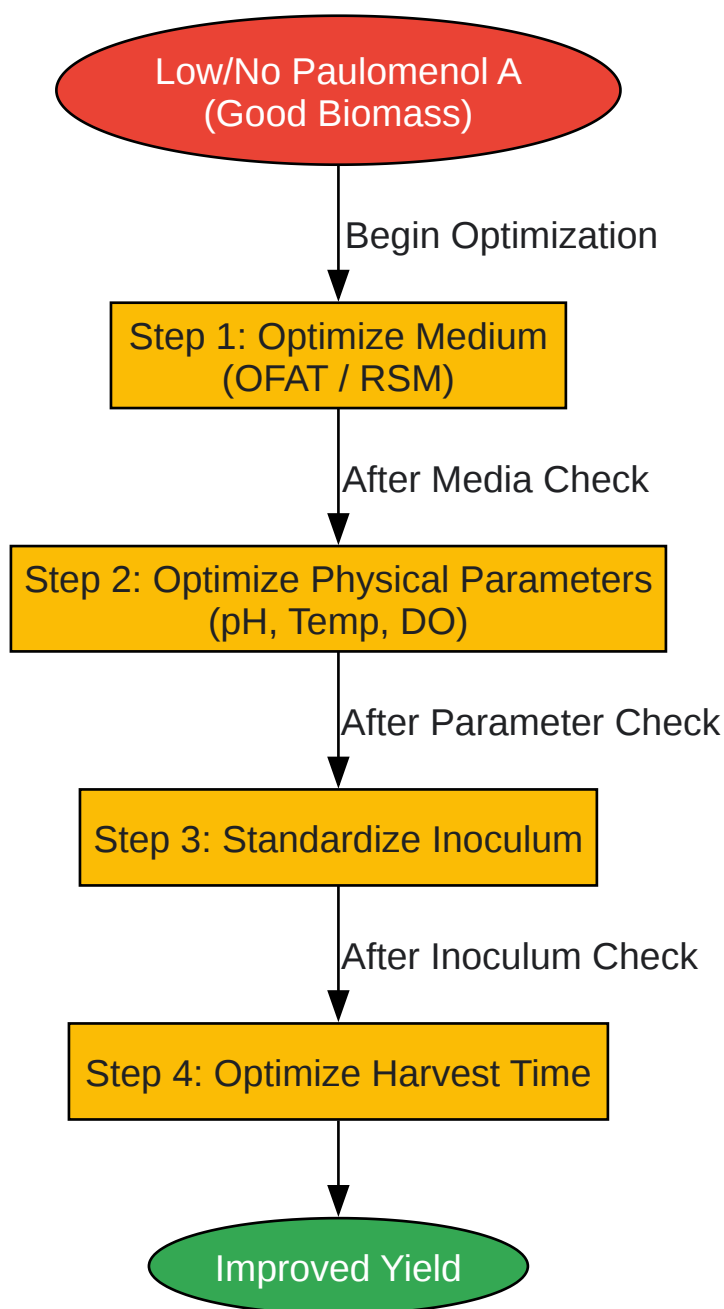 Low/No Paulomenol A
(Good Biomass)
Begin Optimization
Step 1: Optimize Medium
(OFAT / RSM)
After Media Check
Step 2: Optimize Physical Parameters
(pH, Temp, DO)
After Parameter Check
Step 3: Standardize Inoculum
After Inoculum Check
Step 4: Optimize Harvest Time
Improved Yield